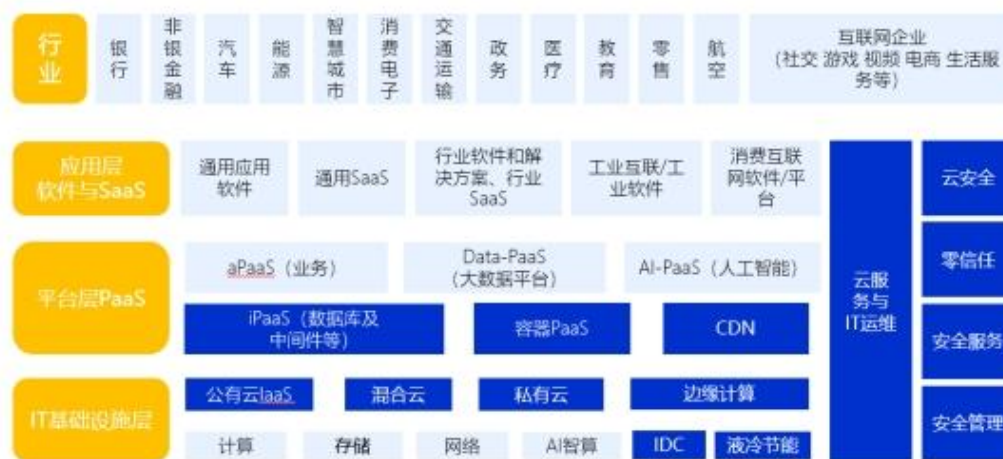 行业
银行
非银金融
汽车
能源
智慧城市
消费电子
交通运输
政务
医疗
教育
零售
航空
互联网企业
（社交 游戏 视频 电商 生活服
务等）
应用层
软件与SaaS
通用应用
软件
通用SaaS
行业软件和解
决方案、行业
SaaS
工业互联/工
业软件
消费互联
网软件/平
台
平台层PaaS
aPaaS（业务）
Data-PaaS
（大数据平台）
AI-PaaS（人工智能）
iPaaS（数据库及
中间件等）
容器PaaS
CDN
IT基础设施层
公有云IaaS
混合云
私有云
边缘计算
计算
存储
网络
AI智算
IDC
液冷节能
云服
务与
IT运维
云安全
零信任
安全服务
安全管理